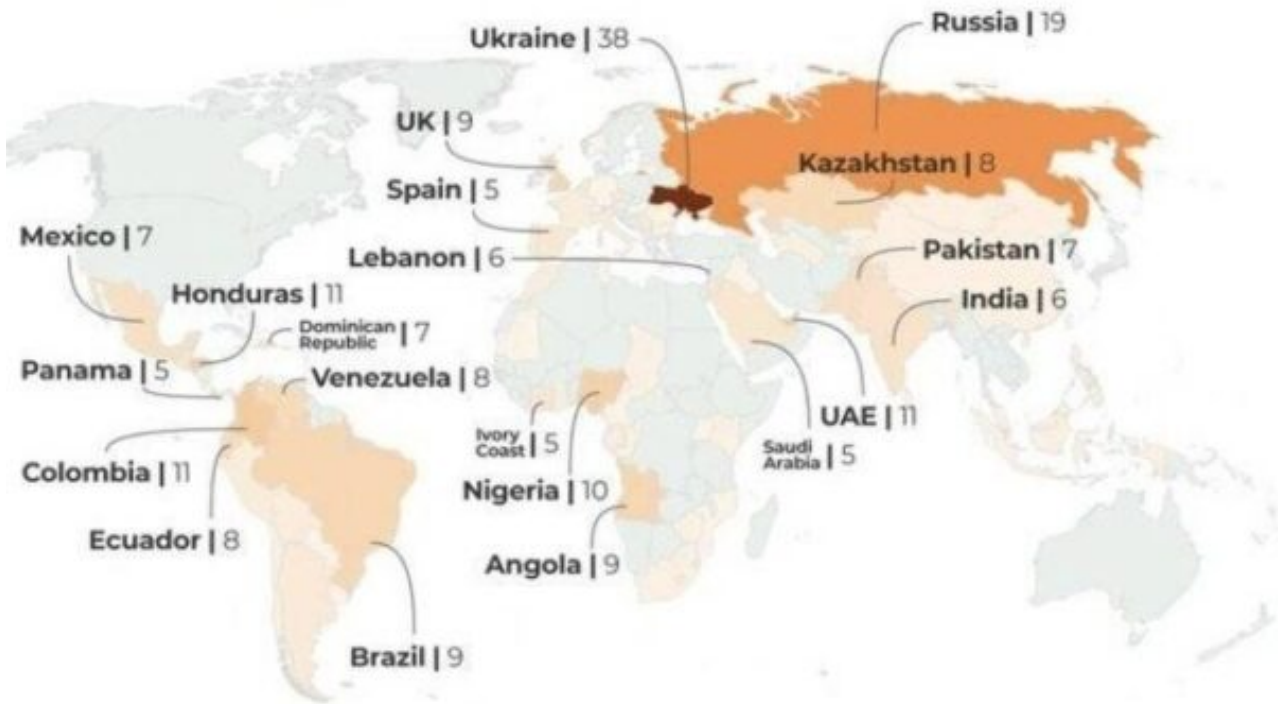 Russia | 19
Ukraine | 38
UK | 9
Kazakhstan | 8
Spain | 5
Mexico | 7
Lebanon | 6
Pakistan | 7
Honduras | 11
India | 6
Dominican
Republic | 7
Panama | 5
Venezuela | 8
UAE | 11
Ivory
Coast | 5
Saudi
Arabia | 5
Colombia | 11
Nigeria | 10
Ecuador | 8
Angola | 9
Brazil | 9